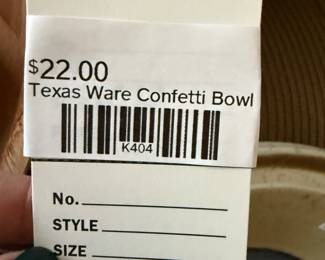 $22.00
Texas Ware Confetti Bowl
K404
No.
STYLE
SIZE